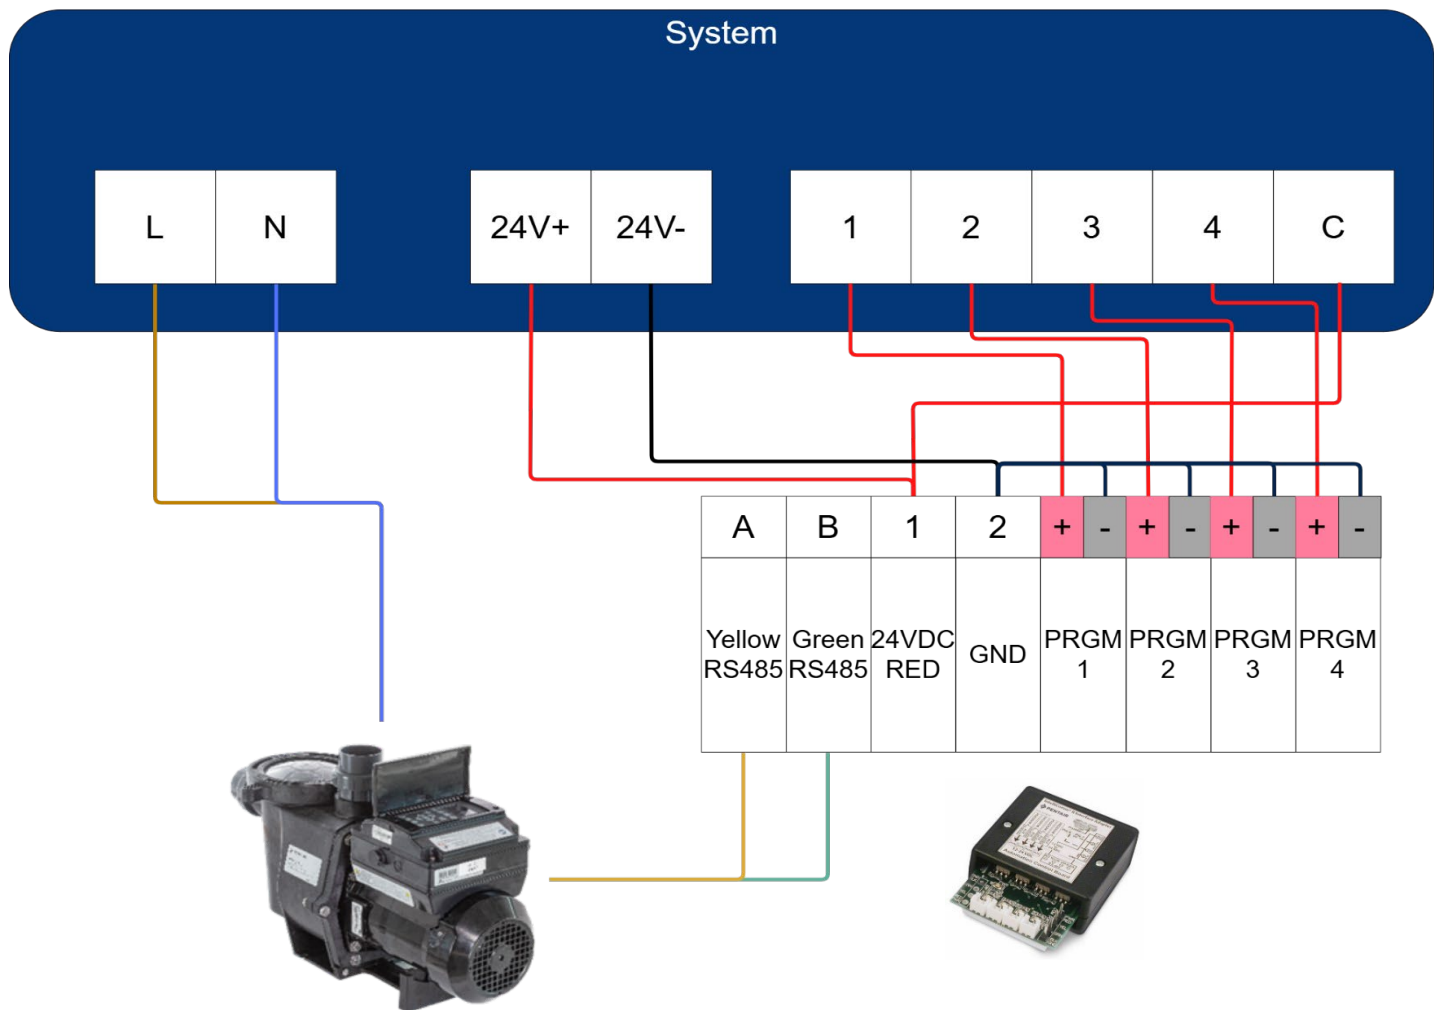 System
L
N
24V+
24V-
1
2
3
4
C
A
B
1
2
+
-
+
-
+
-
+
-
Yellow
RS485
Green
RS485
24VDC
RED
GND
PRGM
1
PRGM
2
PRGM
3
PRGM
4
PENTAIR